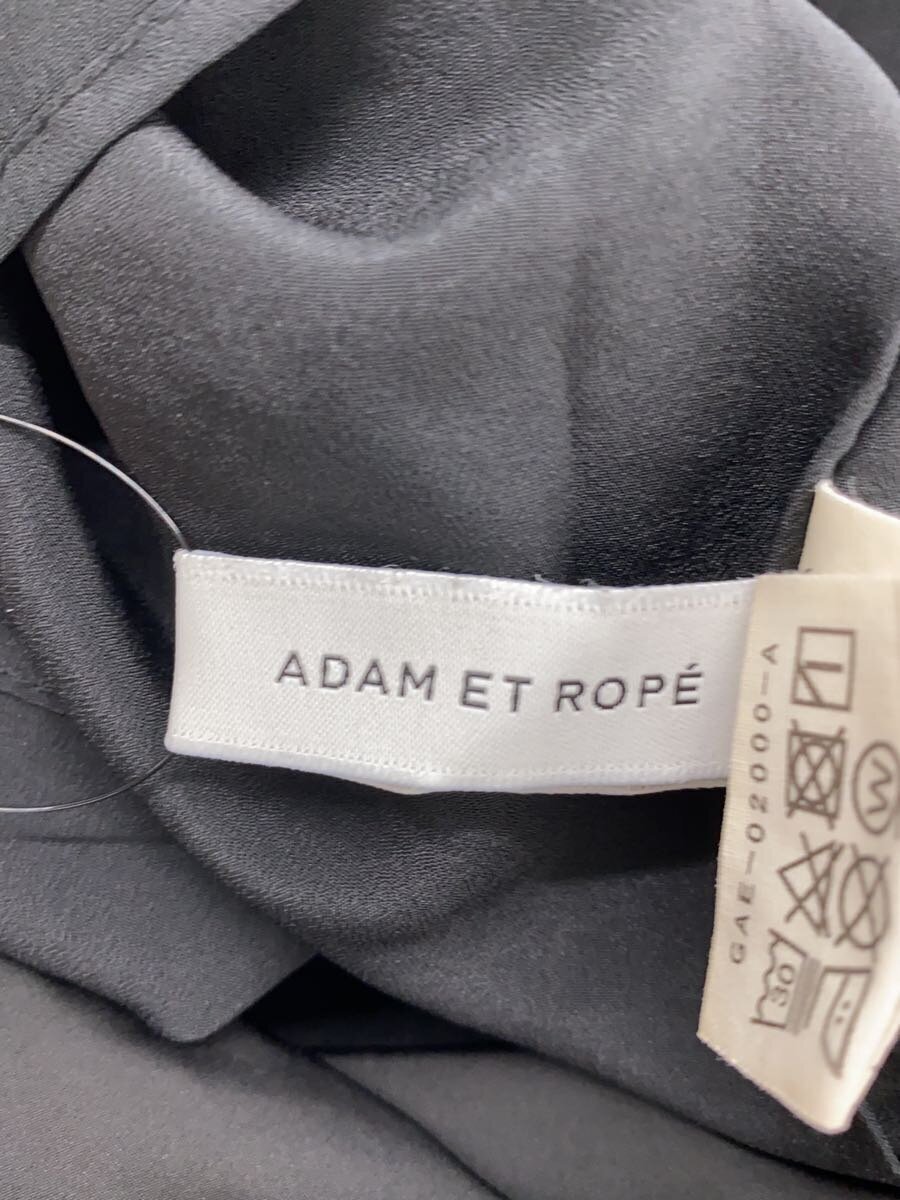 ADAM ET ROPÉ
GAE-02000-A
30
W